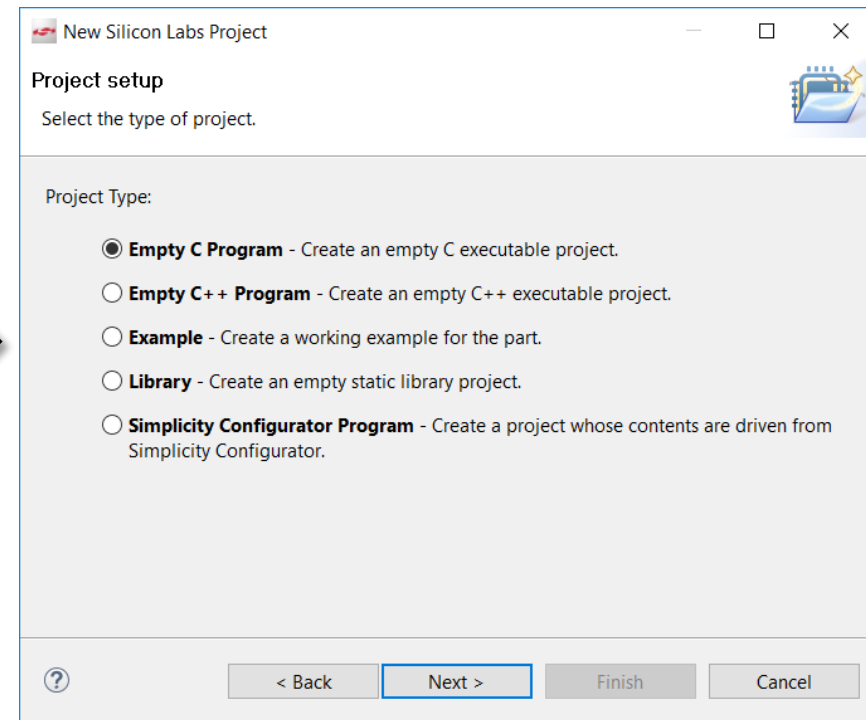 New Silicon Labs Project
Project setup
Select the type of project.
Project Type:
Empty C Program - Create an empty C executable project.
Empty C++ Program - Create an empty C++ executable project.
Example - Create a working example for the part.
Library - Create an empty static library project.
Simplicity Configurator Program - Create a project whose contents are driven from
Simplicity Configurator.
? < Back Next > Finish Cancel